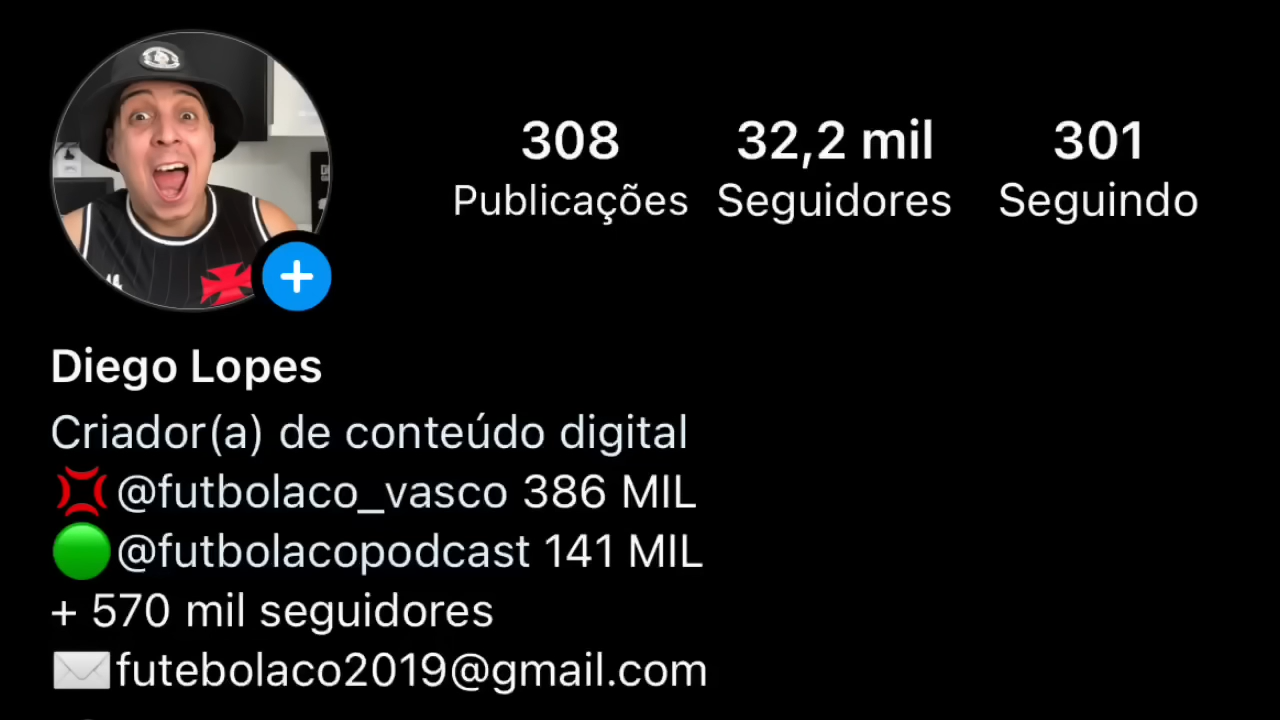 308 32,2 mil 301
Publicações Seguidores Seguindo
Diego Lopes
Criador(a) de conteúdo digital
💢@futbolaco_vasco 386 MIL
🟢@futbolacopodcast 141 MIL
+ 570 mil seguidores
✉️futebolaco2019@gmail.com